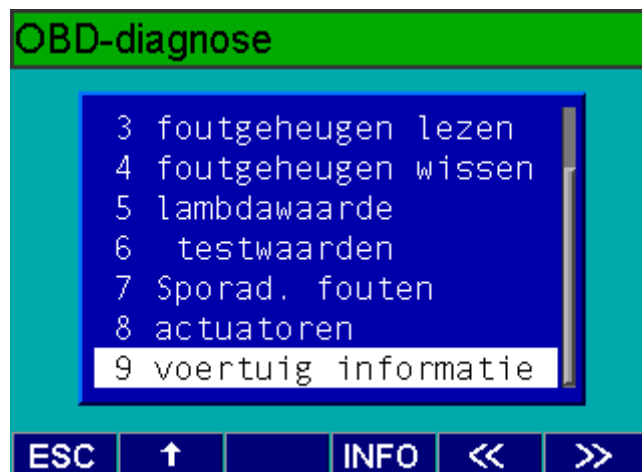 OBD-diagnose
3 foutgeheugen lezen
4 foutgeheugen wissen
5 lambdawaarde
6 testwaarden
7 Sporad. fouten
8 actuatoren
9 voertuig informatie
ESC ↑ INFO << >>